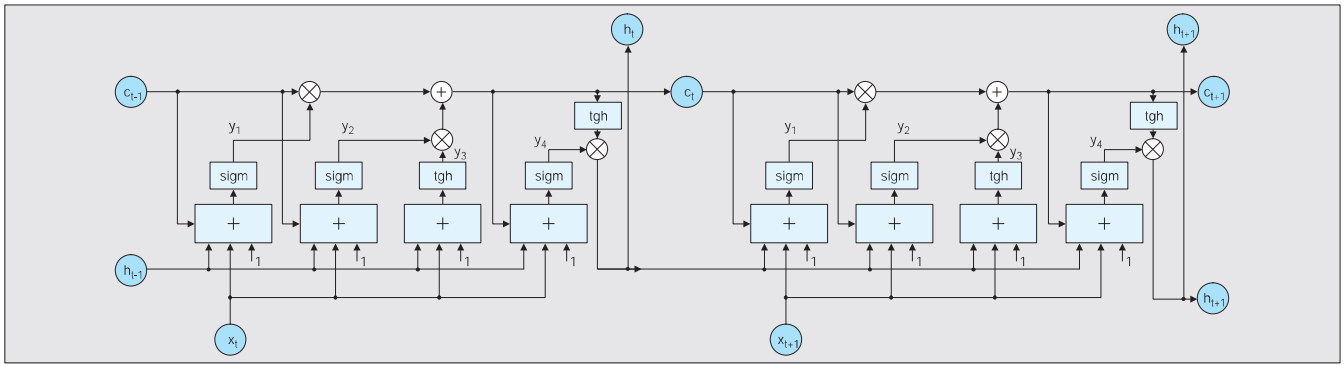 h_t h_{t+1}
c_{t-1} × + c_t × + c_{t+1}
tgh tgh
y_1 y_2 × y_4 × y_1 y_2 × y_4 ×
y_3 y_3
sigm sigm tgh sigm sigm sigm tgh sigm
+ + + + + + + +
1 1 1 1 1 1 1 1
h_{t-1}
h_{t+1}
x_t x_{t+1}